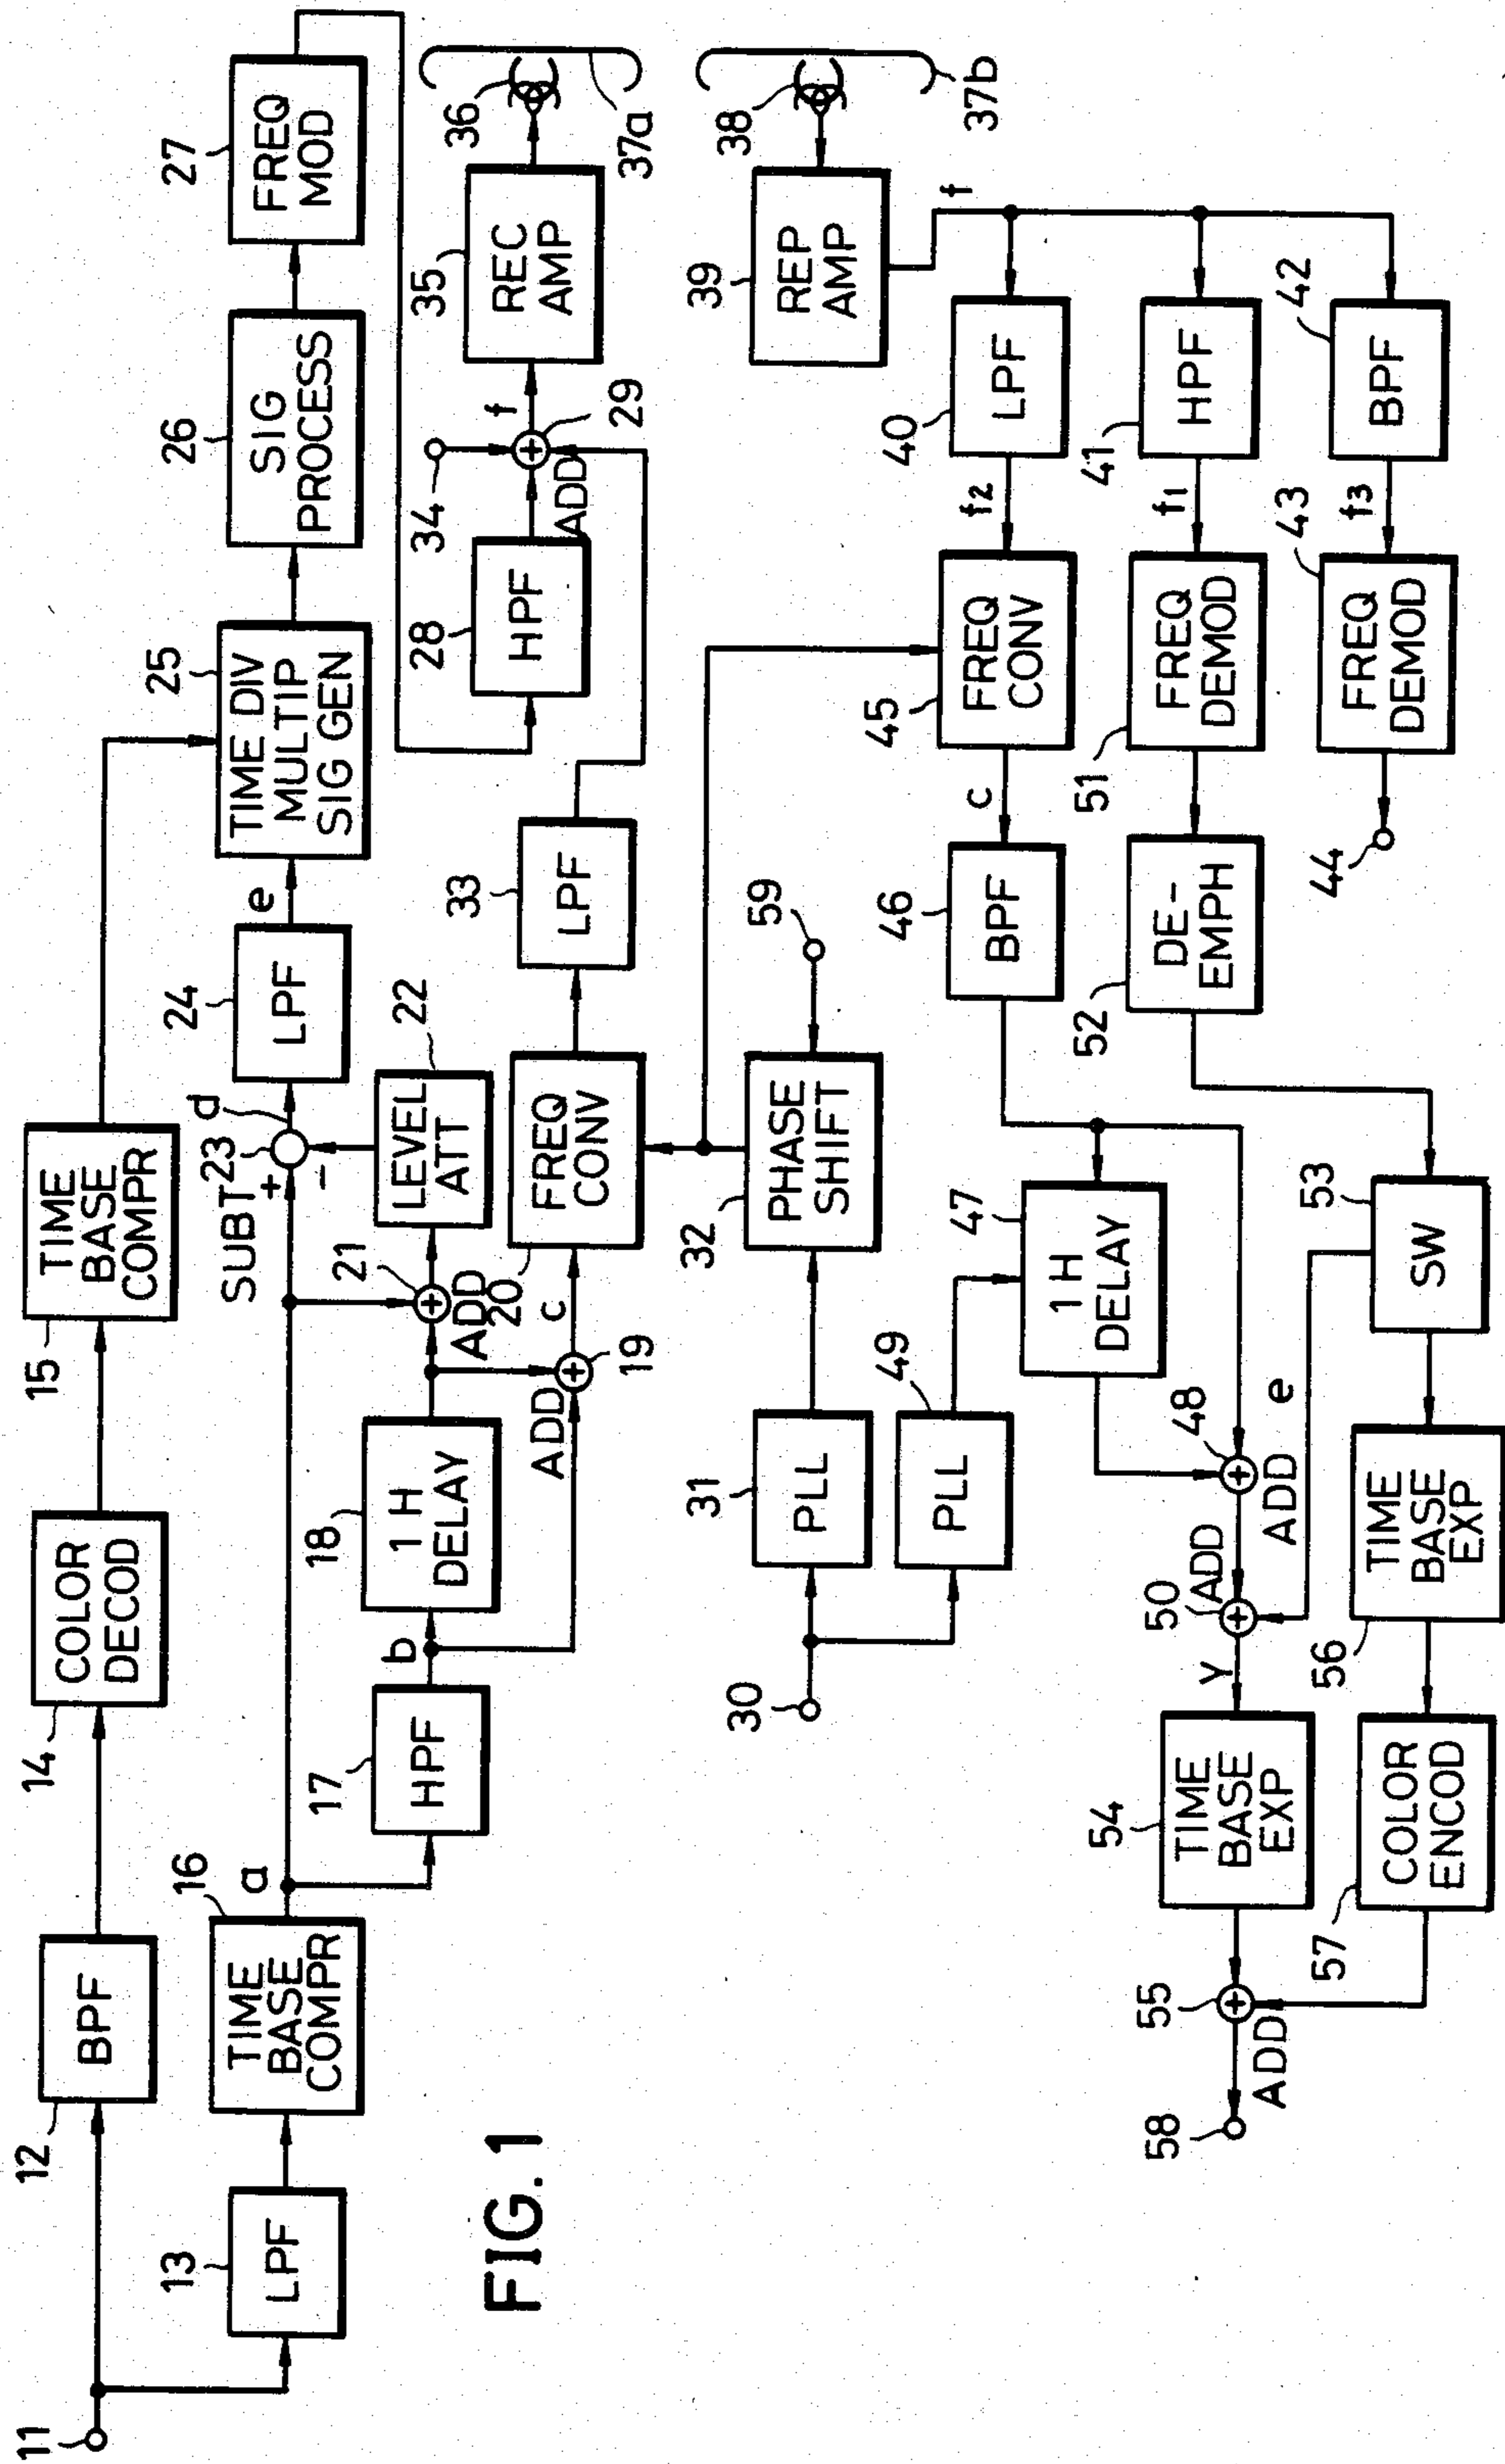 11
12
BPF
13
LPF
14
COLOR
DECOD
15
TIME
BASE
COMPR
16
TIME
BASE
COMPR
a
17
HPF
b
18
1H
DELAY
19
ADD
c
20
FREQ
CONV
21
ADD
22
LEVEL
ATT
SUBT
23
+
−
d
24
LPF
e
25
TIME DIV
MULTIP
SIG GEN
26
SIG
PROCESS
27
FREQ
MOD
28
HPF
34
ADD
29
f
33
LPF
35
REC
AMP
36
37a
FIG. 1
30
31
PLL
49
PLL
32
PHASE
SHIFT
59
38
37b
39
REP
AMP
f
40
LPF
f2
41
HPF
f1
42
BPF
f3
43
FREQ
DEMOD
44
45
FREQ
CONV
c
46
BPF
51
FREQ
DEMOD
52
DE-
EMPH
47
1H
DELAY
48
ADD
e
53
SW
50
ADD
Y
54
TIME
BASE
EXP
56
TIME
BASE
EXP
57
COLOR
ENCOD
55
ADD
58